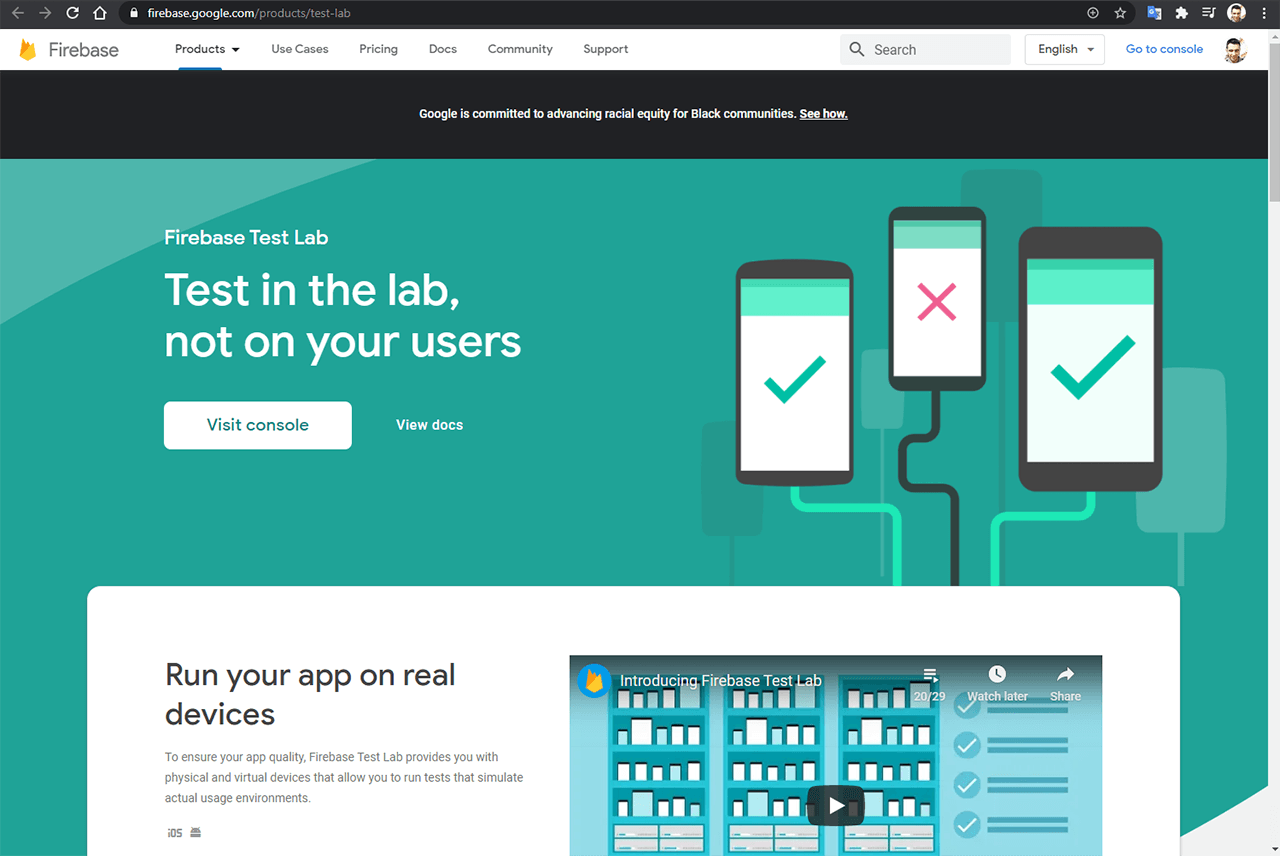 firebase.google.com/products/test-lab
Firebase
Products
Use Cases
Pricing
Docs
Community
Support
Search
English
Go to console
Google is committed to advancing racial equity for Black communities. See how.
Firebase Test Lab
Test in the lab,
not on your users
Visit console
View docs
Run your app on real
devices
To ensure your app quality, Firebase Test Lab provides you with
physical and virtual devices that allow you to run tests that simulate
actual usage environments.
iOS
Introducing Firebase Test Lab
20/29
Watch later
Share